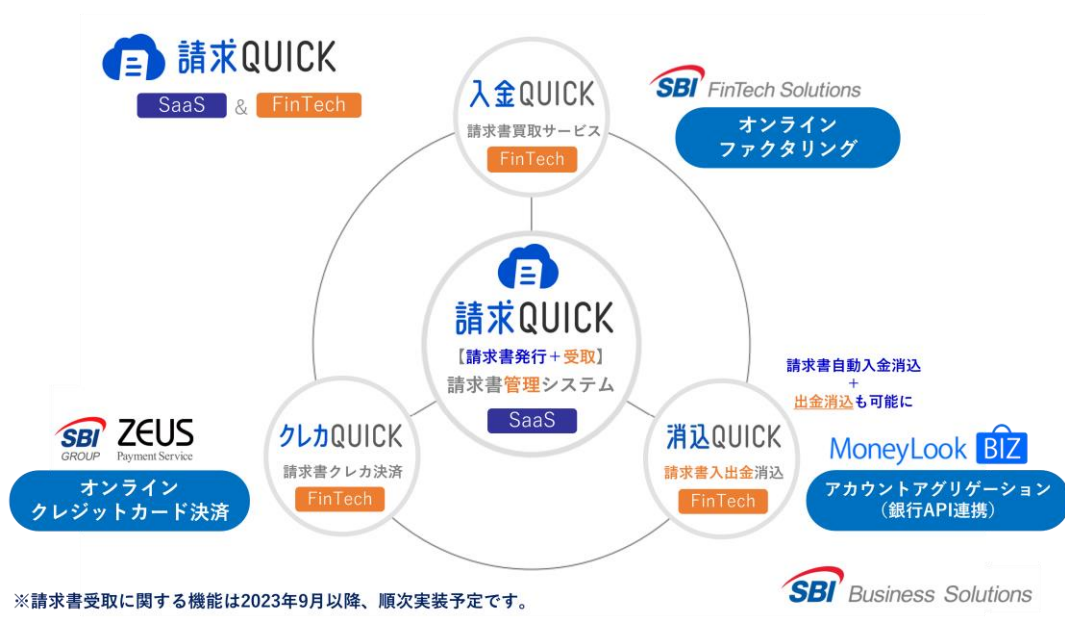 請求QUICK
SaaS & FinTech
入金QUICK
請求書買取サービス
FinTech
SBI FinTech Solutions
オンライン
ファクタリング
請求QUICK
【請求書発行＋受取】
請求書管理システム
SaaS
請求書自動入金消込
+
出金消込も可能に
SBI
GROUP
ZEUS
Payment Service
オンライン
クレジットカード決済
クレカQUICK
請求書クレカ決済
FinTech
消込QUICK
請求書入出金消込
FinTech
MoneyLook BIZ
アカウントアグリゲーション
（銀行API連携）
SBI Business Solutions
※請求書受取に関する機能は2023年9月以降、順次実装予定です。